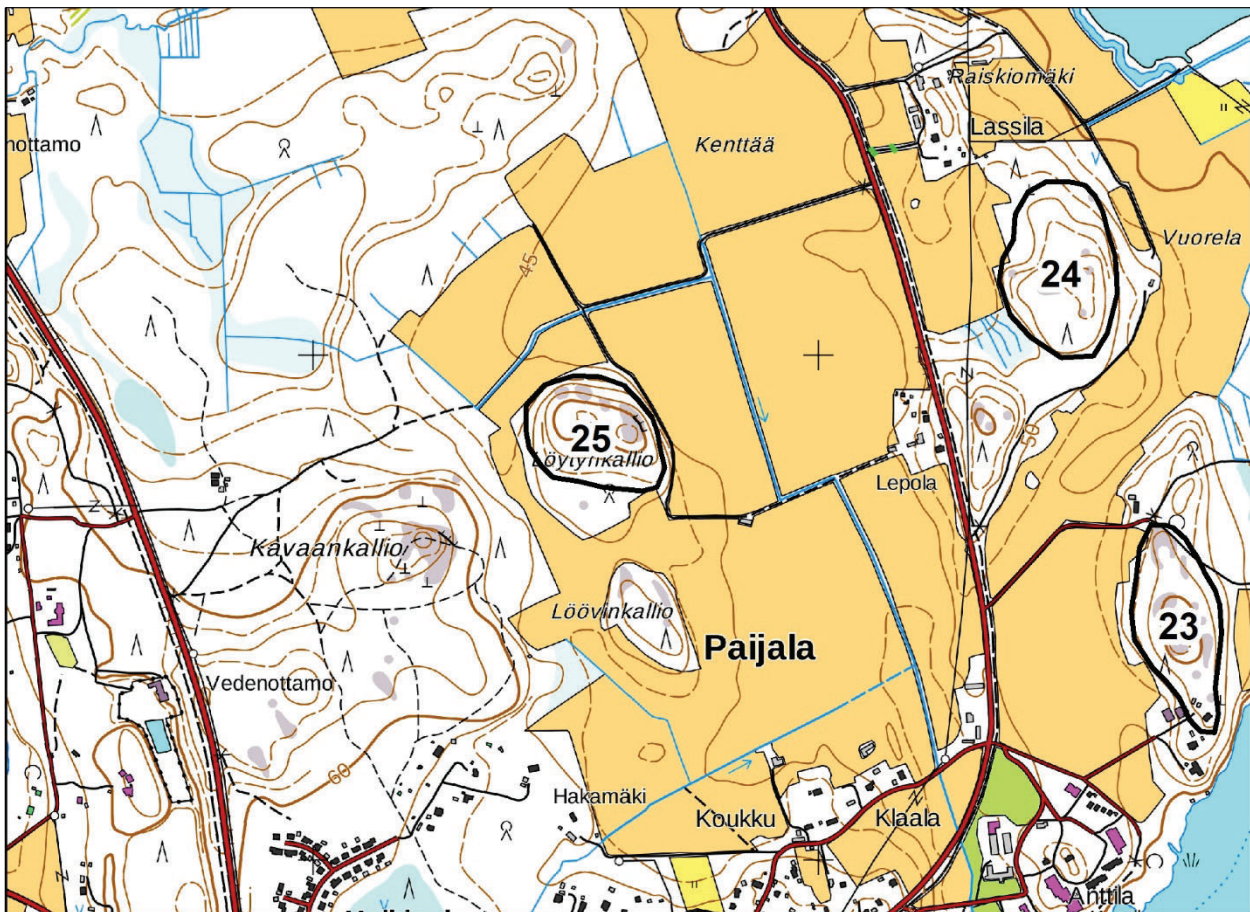 Raiskiomäki
Lassila
Kenttää
nottamo
Vuorela
24
45
25
Löytynkallio
50
Lepola
Kavaankallio
Löövinkallio
23
Paijala
Vedenottamo
60
Hakamäki
Koukku
Klaala
Anttila